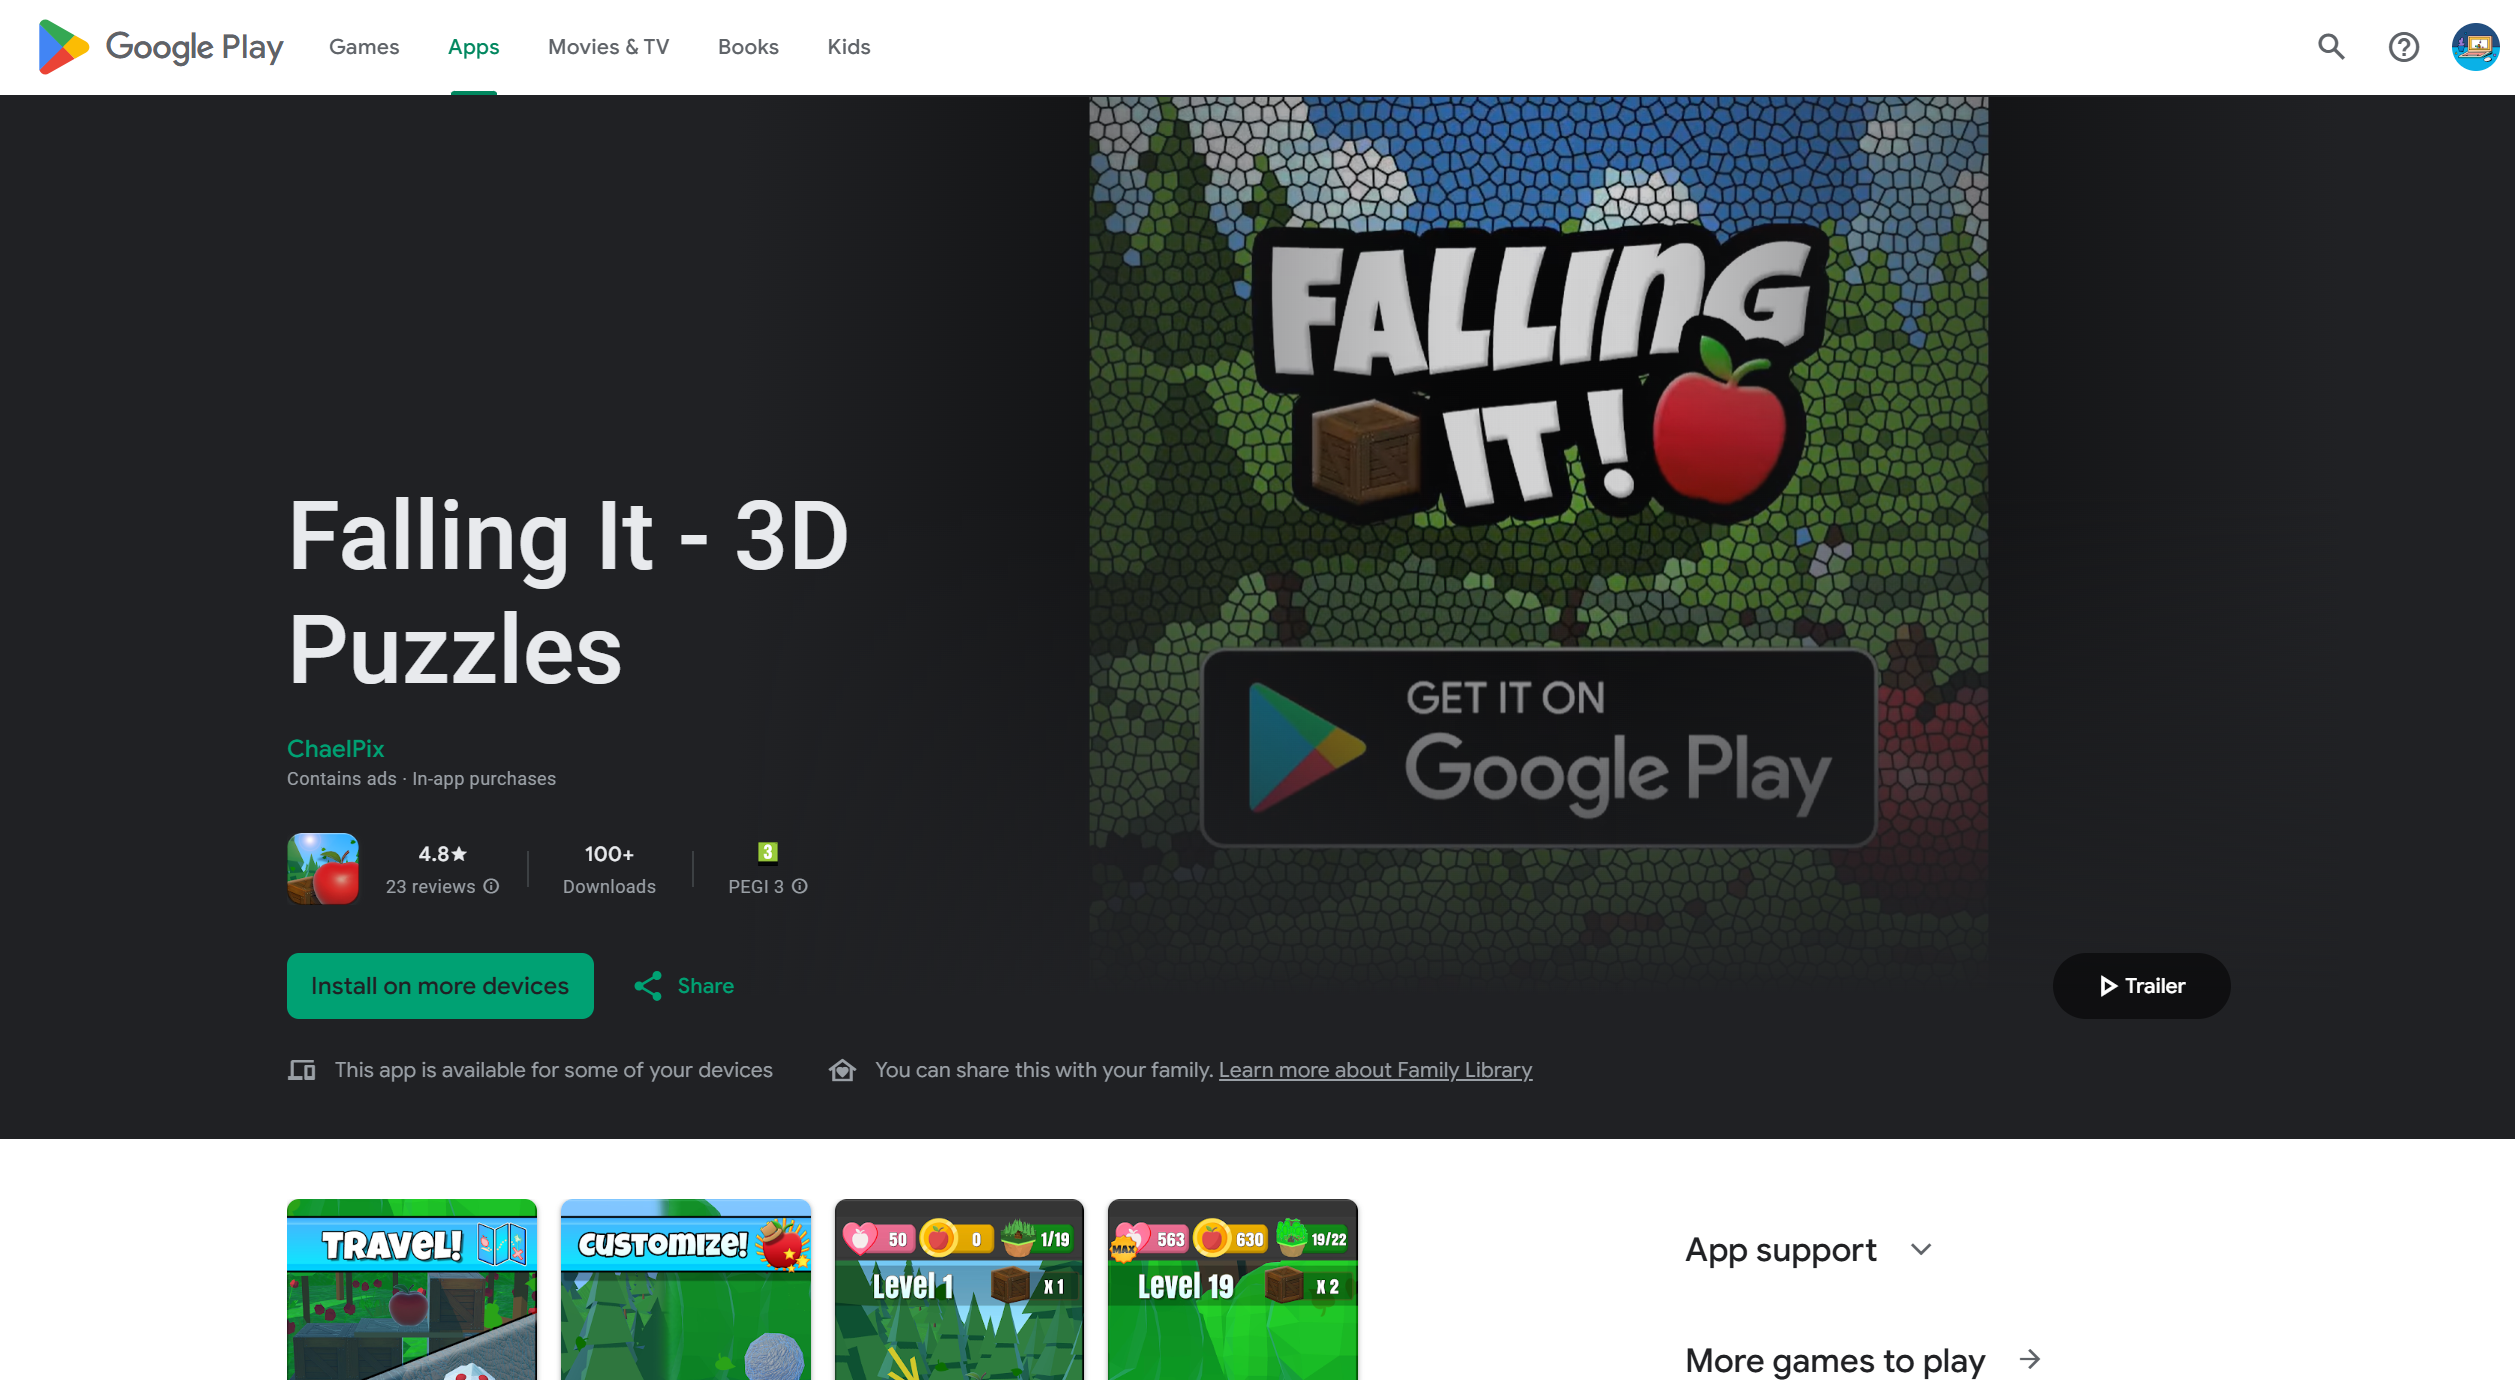 Google Play
Games
Apps
Movies & TV
Books
Kids
FALLING
IT!
GET IT ON
Google Play
Falling It - 3D
Puzzles
ChaelPix
Contains ads · In-app purchases
4.8★
23 reviews
100+
Downloads
3
PEGI 3
Install on more devices
Share
Trailer
This app is available for some of your devices
You can share this with your family. Learn more about Family Library
TRAVEL!
CUSTOMIZE!
50
0
1/19
Level 1
X 1
MAX
563
630
19/22
Level 19
X 2
App support
More games to play